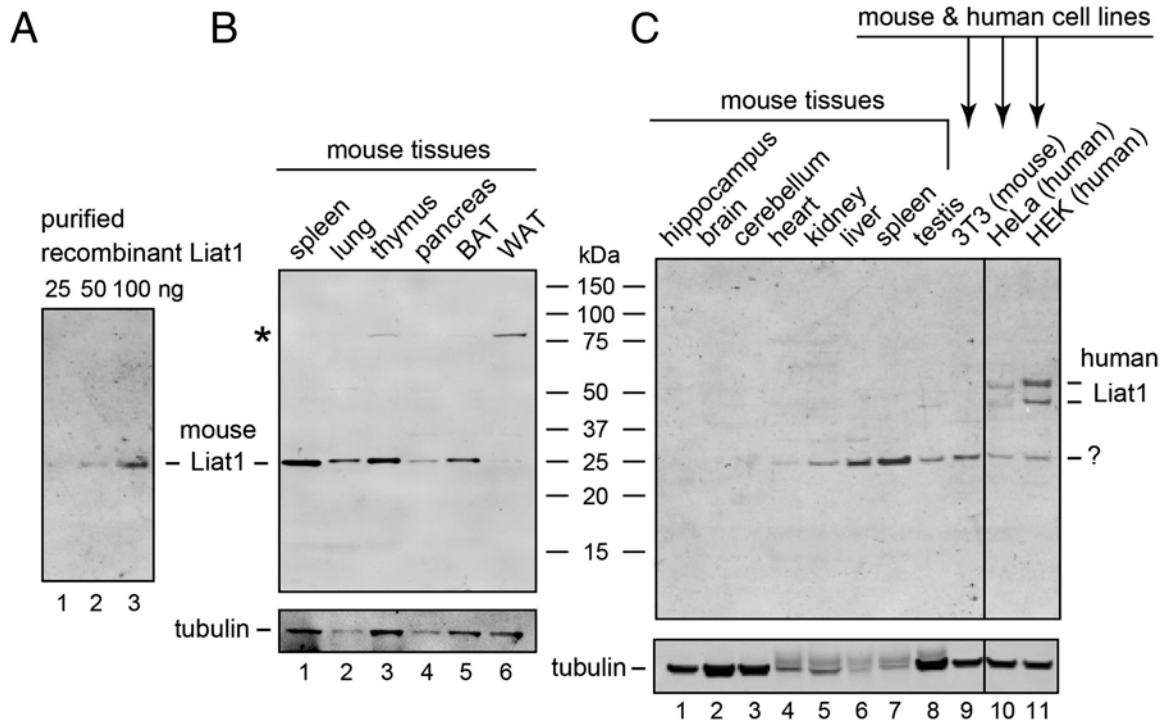 A
B
C
mouse & human cell lines
mouse tissues
mouse tissues
purified
recombinant Liat1
25 50 100 ng
spleen
lung
thymus
pancreas
BAT
WAT
hippocampus
brain
cerebellum
heart
kidney
liver
spleen
testis
3T3 (mouse)
HeLa (human)
HEK (human)
kDa
150
100
75
50
37
25
20
15
*
mouse
Liat1
human
Liat1
?
1 2 3
tubulin
1 2 3 4 5 6
tubulin
1 2 3 4 5 6 7 8 9 10 11